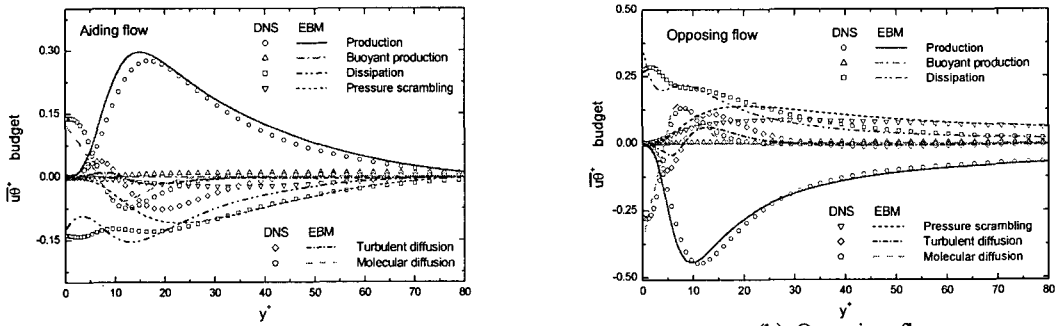 Aiding flow
DNS EBM
Production
Buoyant production
Dissipation
Pressure scrambling
DNS EBM
Turbulent diffusion
Molecular diffusion
0.30
0.15
0.00
-0.15
uθ⁺ budget
0 10 20 30 40 50 60 70 80
y⁺
Opposing flow
DNS EBM
Production
Buoyant production
Dissipation
DNS EBM
Pressure scrambling
Turbulent diffusion
Molecular diffusion
0.50
0.25
0.00
-0.25
-0.50
uθ⁺ budget
0 10 20 30 40 50 60 70 80
y⁺